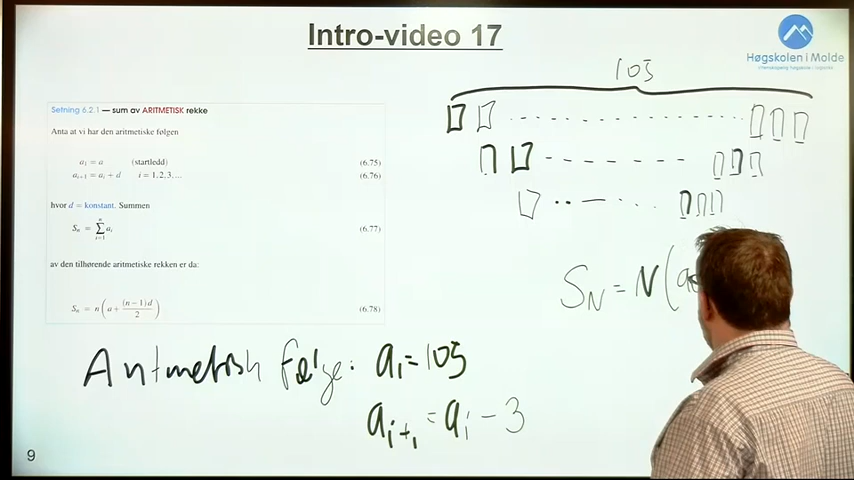 Intro-video 17
Høgskolen i Molde
105
Setning 6.2.1 — sum av ARITMETISK rekke
Anta at vi har den aritmetiske følgen
a₁ = a (startledd) (6.75)
aᵢ₊₁ = aᵢ + d i = 1,2,3,... (6.76)
hvor d = konstant. Summen
Sₙ = ∑ⁿᵢ₌₁ aᵢ (6.77)
av den tilhørende aritmetiske rekken er da:
Sₙ = n(a + (n−1)d / 2) (6.78)
S_N = N(a
Aritmetisk følge: a₁ = 105
aᵢ₊₁ = aᵢ − 3
9